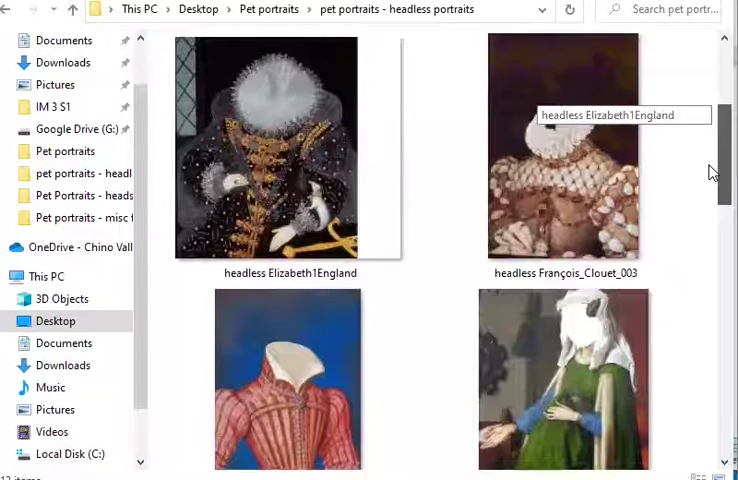 This PC > Desktop > Pet portraits > pet portraits - headless portraits
Search pet portr...
Documents
Downloads
Pictures
IM 3 S1
Google Drive (G:)
Pet portraits
pet portraits - headl
Pet Portraits - heads
Pet portraits - misc f
OneDrive - Chino Vall
This PC
3D Objects
Desktop
Documents
Downloads
Music
Pictures
Videos
Local Disk (C:)
headless Elizabeth1England
headless Elizabeth1England
headless François_Clouet_003
items